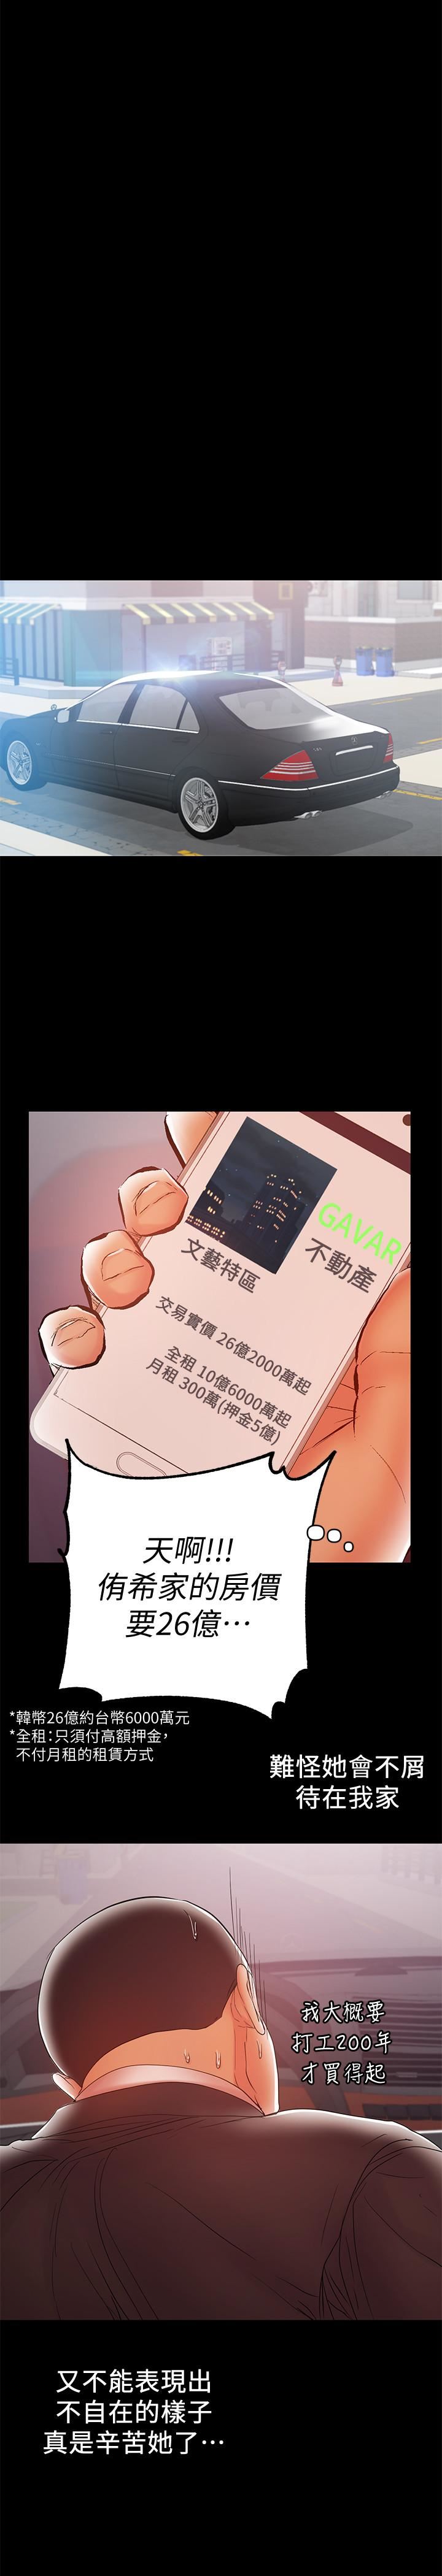 GAVAR
不動產
文藝特區
交易實價 26億2000萬起
全租 10億6000萬起
月租 300萬(押金5億)
天啊!!!
侑希家的房價
要26億…
*韓幣26億約台幣6000萬元
*全租:只須付高額押金,
不付月租的租賃方式
難怪她會不屑
待在我家
我大概要
打工200年
才買得起
又不能表現出
不自在的樣子
真是辛苦她了…